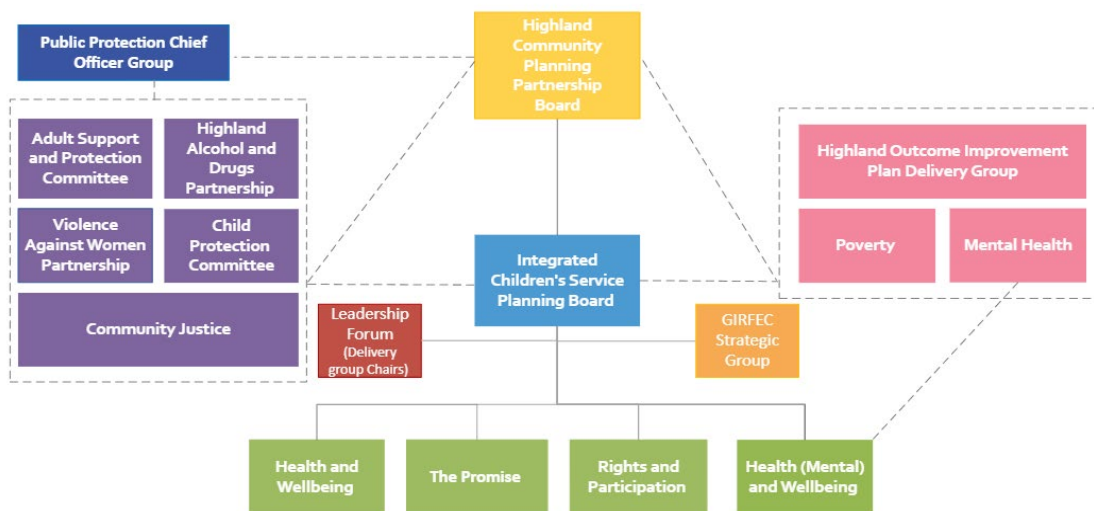 Public Protection Chief
Officer Group
Highland
Community
Planning
Partnership
Board
Adult Support
and Protection
Committee
Highland
Alcohol and
Drugs
Partnership
Violence
Against Women
Partnership
Child
Protection
Committee
Community Justice
Highland Outcome Improvement
Plan Delivery Group
Poverty
Mental Health
Integrated
Children's Service
Planning Board
Leadership
Forum
(Delivery
group Chairs)
GIRFEC
Strategic
Group
Health and
Wellbeing
The Promise
Rights and
Participation
Health (Mental)
and Wellbeing